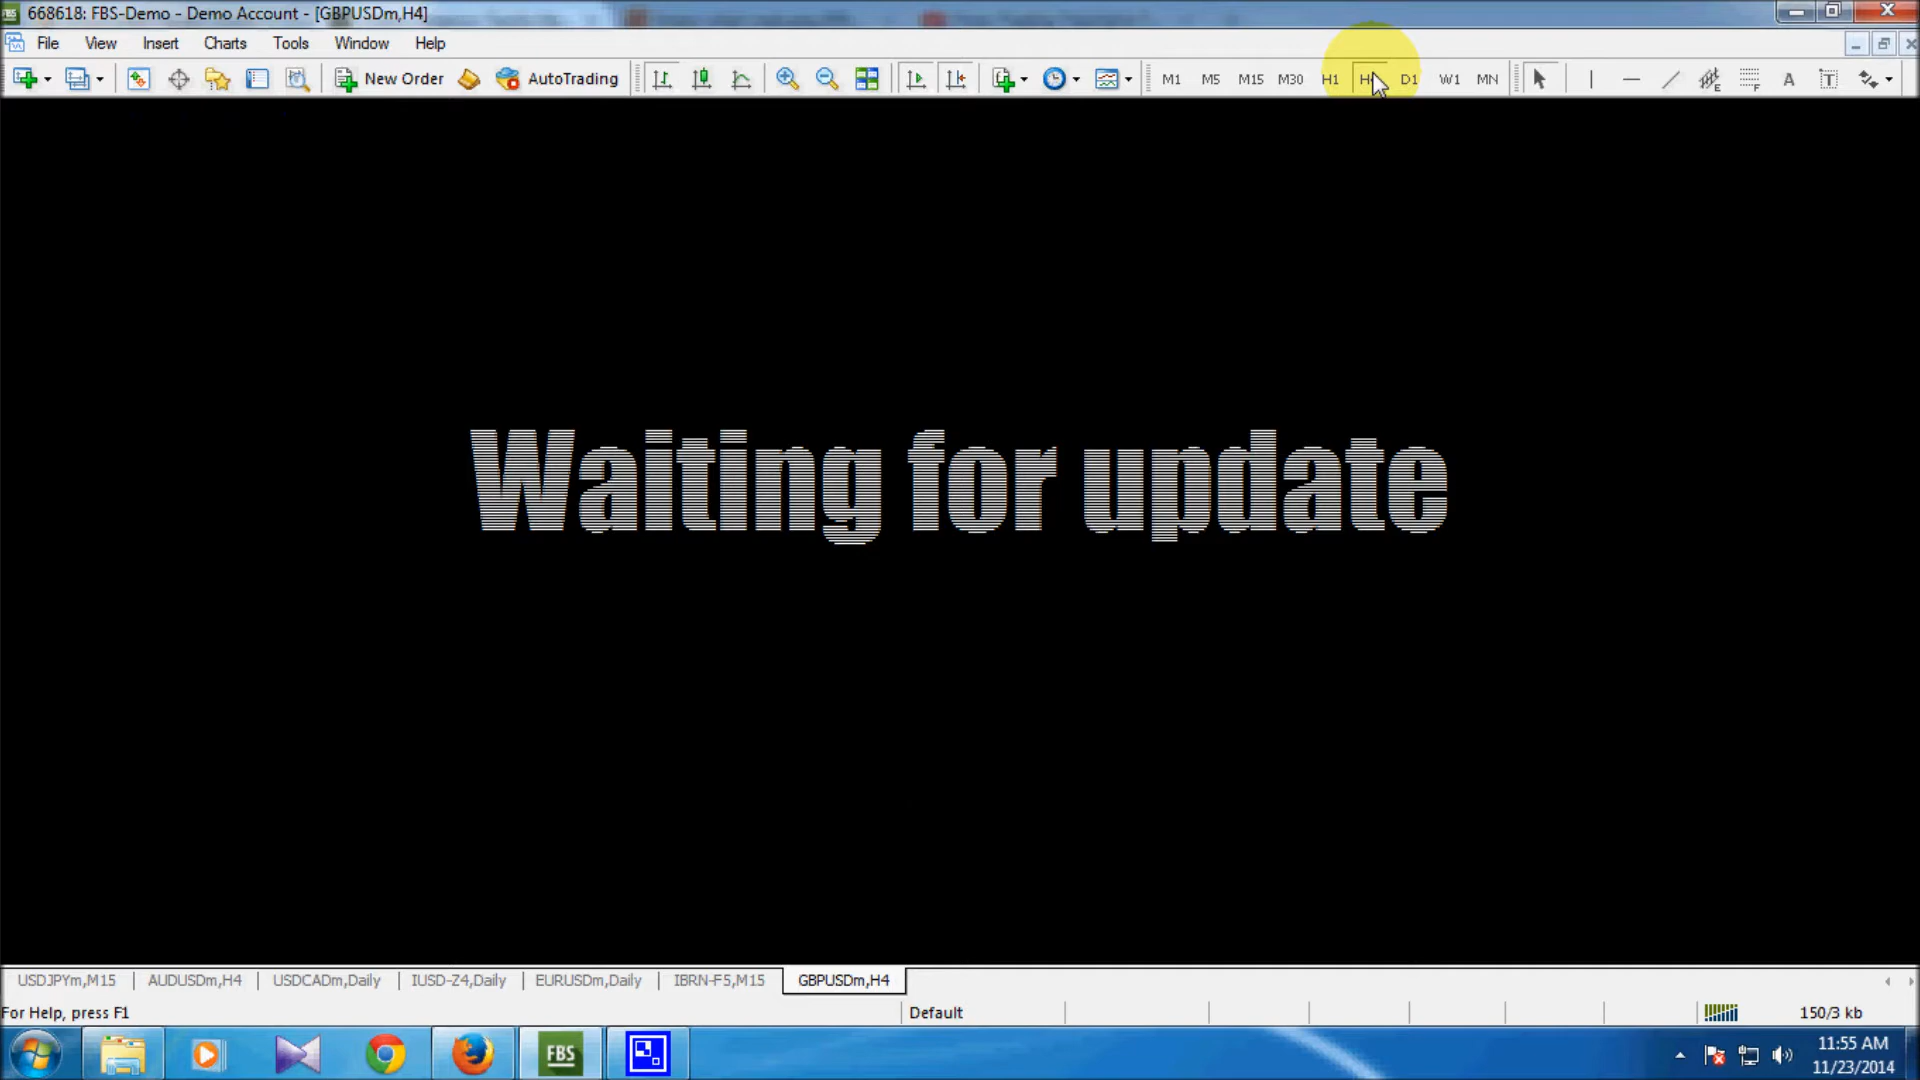 668618: FBS-Demo - Demo Account - [GBPUSDm,H4]
File View Insert Charts Tools Window Help
New Order AutoTrading M1 M5 M15 M30 H1 H D1 W1 MN E F A T
Waiting for update
USDJPYm,M15 AUDUSDm,H4 USDCADm,Daily IUSD-Z4,Daily EURUSDm,Daily IBRN-F5,M15 GBPUSDm,H4
For Help, press F1 Default 150/3 kb
FBS
11:55 AM
11/23/2014